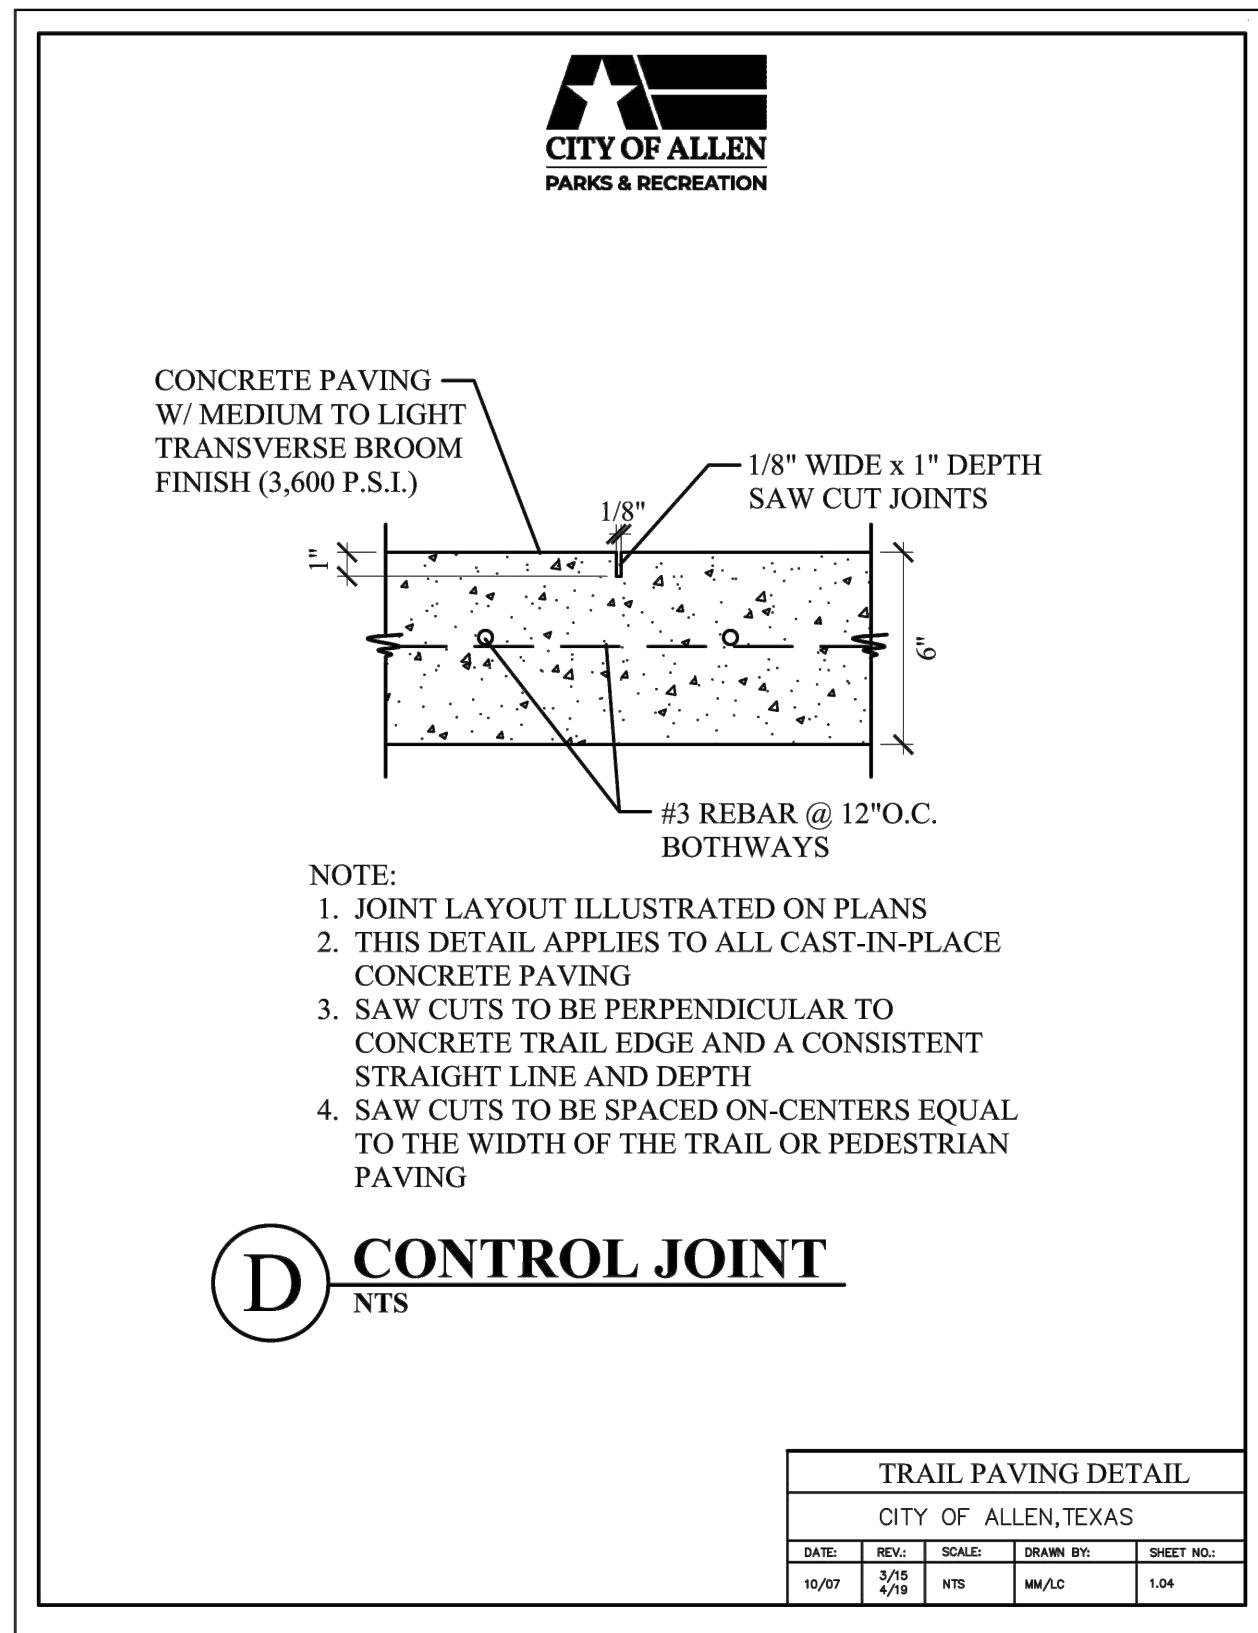 CITY OF ALLEN
PARKS & RECREATION
CONCRETE PAVING
W/ MEDIUM TO LIGHT
TRANSVERSE BROOM
FINISH (3,600 P.S.I.)
1/8" WIDE x 1" DEPTH
SAW CUT JOINTS
1/8"
1"
6"
#3 REBAR @ 12"O.C.
BOTHWAYS
NOTE:
1. JOINT LAYOUT ILLUSTRATED ON PLANS
2. THIS DETAIL APPLIES TO ALL CAST-IN-PLACE
CONCRETE PAVING
3. SAW CUTS TO BE PERPENDICULAR TO
CONCRETE TRAIL EDGE AND A CONSISTENT
STRAIGHT LINE AND DEPTH
4. SAW CUTS TO BE SPACED ON-CENTERS EQUAL
TO THE WIDTH OF THE TRAIL OR PEDESTRIAN
PAVING
D
CONTROL JOINT
NTS
TRAIL PAVING DETAIL
CITY OF ALLEN,TEXAS
DATE: REV.: SCALE: DRAWN BY: SHEET NO.:
10/07 3/15 4/19 NTS MM/LC 1.04